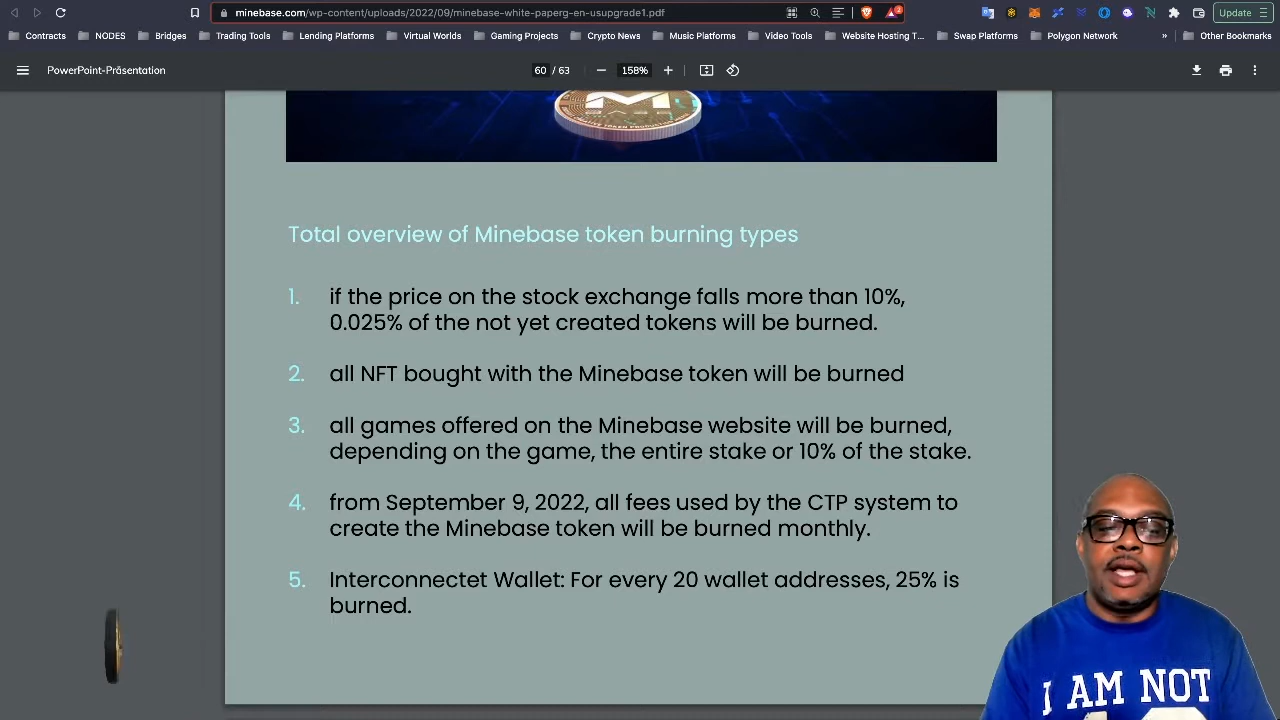 minebase.com/wp-content/uploads/2022/09/minebase-white-paperg-en-usupgrade1.pdf
2
Update
Contracts
NODES
Bridges
Trading Tools
Lending Platforms
Virtual Worlds
Gaming Projects
Crypto News
Music Platforms
Video Tools
Website Hosting T...
Swap Platforms
Polygon Network
»
Other Bookmarks
PowerPoint-Präsentation
60 / 63
158%
Total overview of Minebase token burning types
1. if the price on the stock exchange falls more than 10%,
0.025% of the not yet created tokens will be burned.
2. all NFT bought with the Minebase token will be burned
3. all games offered on the Minebase website will be burned,
depending on the game, the entire stake or 10% of the stake.
4. from September 9, 2022, all fees used by the CTP system to
create the Minebase token will be burned monthly.
5. Interconnectet Wallet: For every 20 wallet addresses, 25% is
burned.
I AM NOT